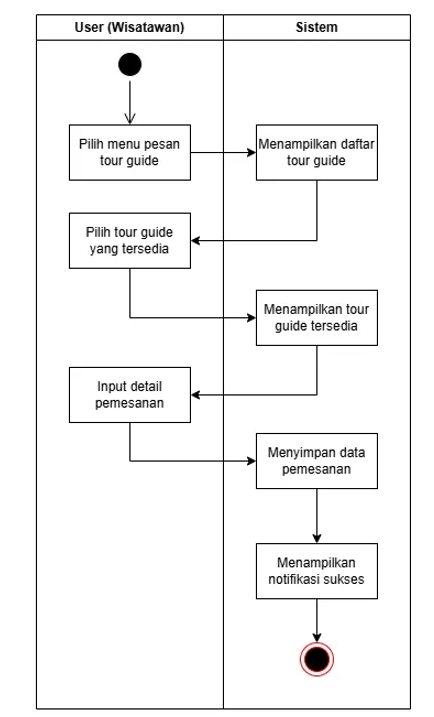 User (Wisatawan)
Sistem
Pilih menu pesan
tour guide
Menampilkan daftar
tour guide
Pilih tour guide
yang tersedia
Menampilkan tour
guide tersedia
Input detail
pemesanan
Menyimpan data
pemesanan
Menampilkan
notifikasi sukses